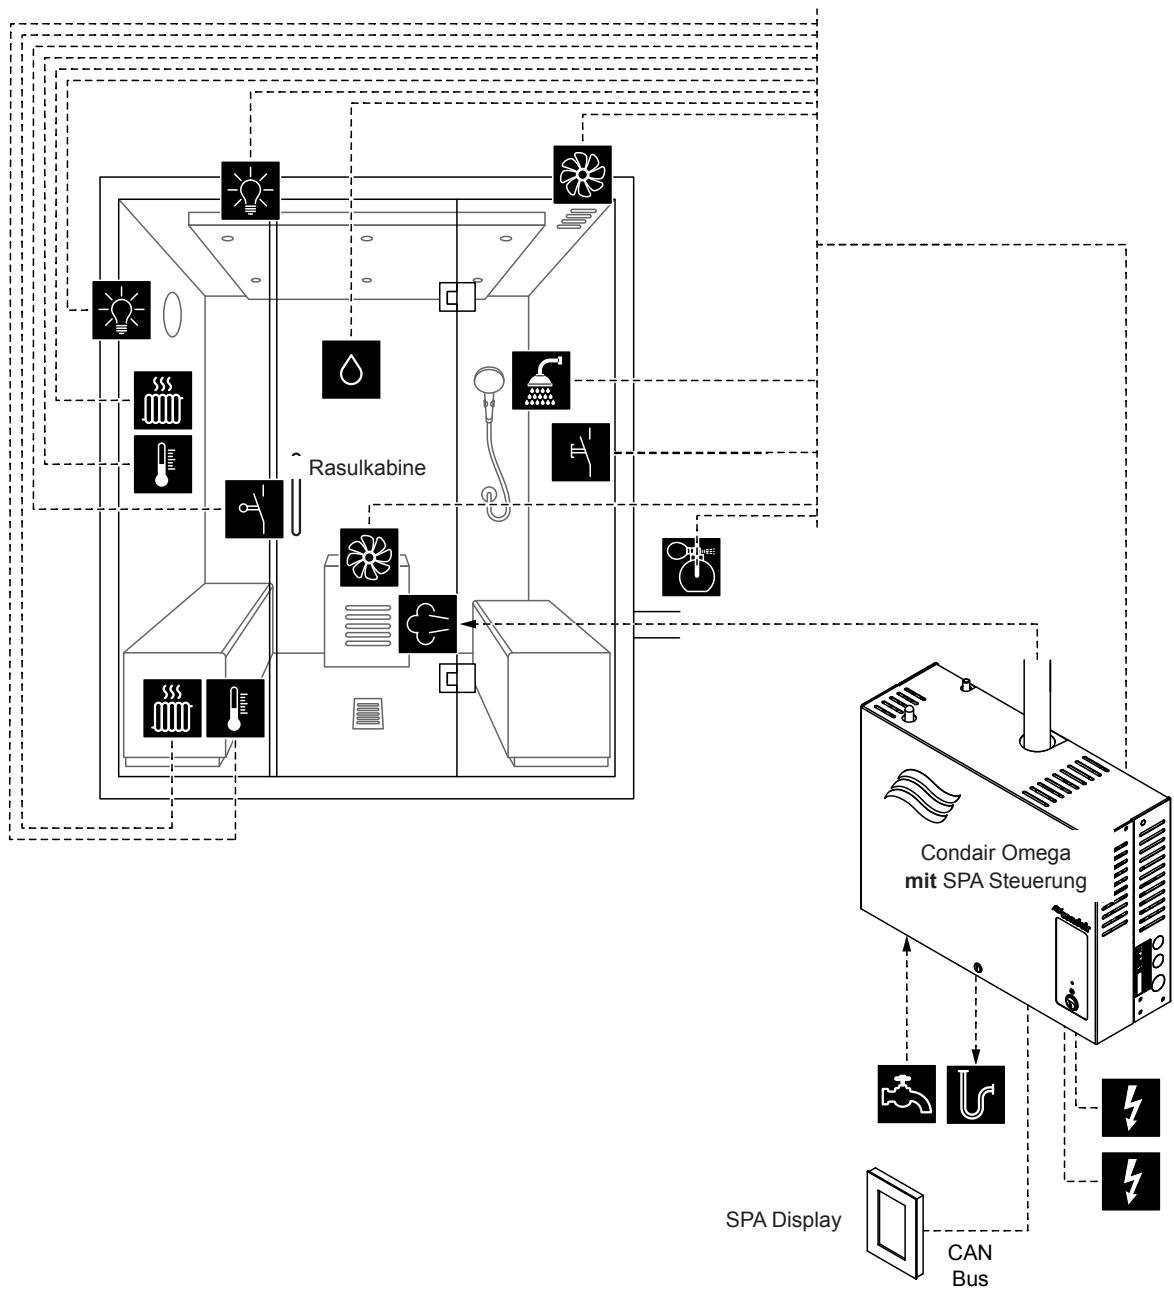 Rasulkabine
Condair Omega
mit SPA Steuerung
SPA Display
CAN
Bus